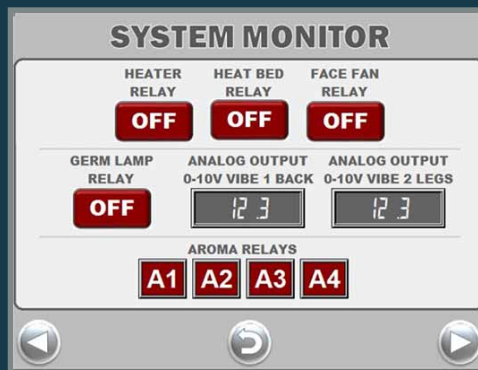 SYSTEM MONITOR
HEATER RELAY
OFF
HEAT BED RELAY
OFF
FACE FAN RELAY
OFF
GERM LAMP RELAY
OFF
ANALOG OUTPUT
0-10V VIBE 1 BACK
12.3
ANALOG OUTPUT
0-10V VIBE 2 LEGS
12.3
AROMA RELAYS
A1 A2 A3 A4